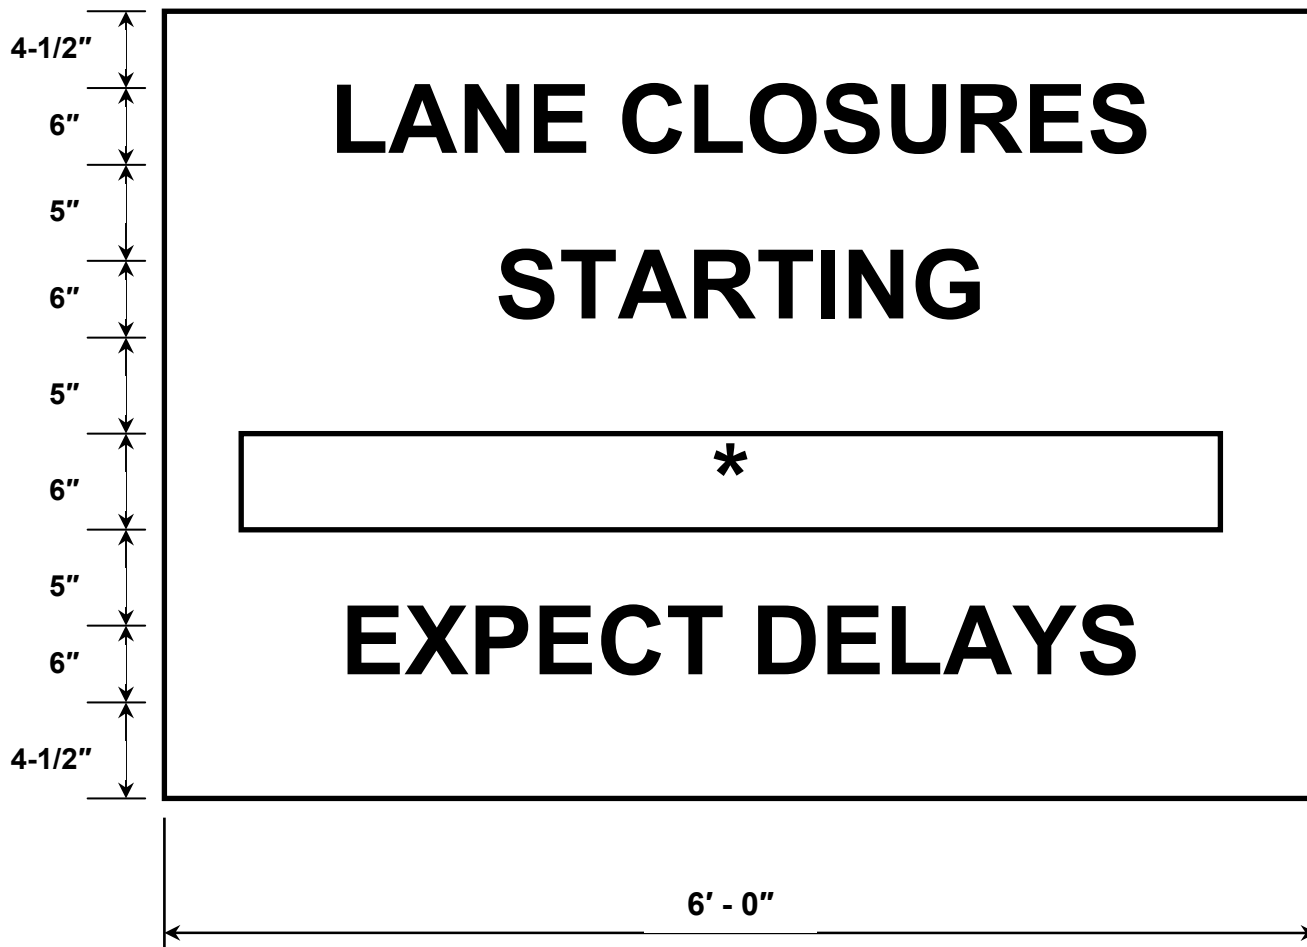 4-1/2″
LANE CLOSURES
6″
5″
STARTING
6″
5″
*
6″
5″
EXPECT DELAYS
6″
4-1/2″
6′ - 0″